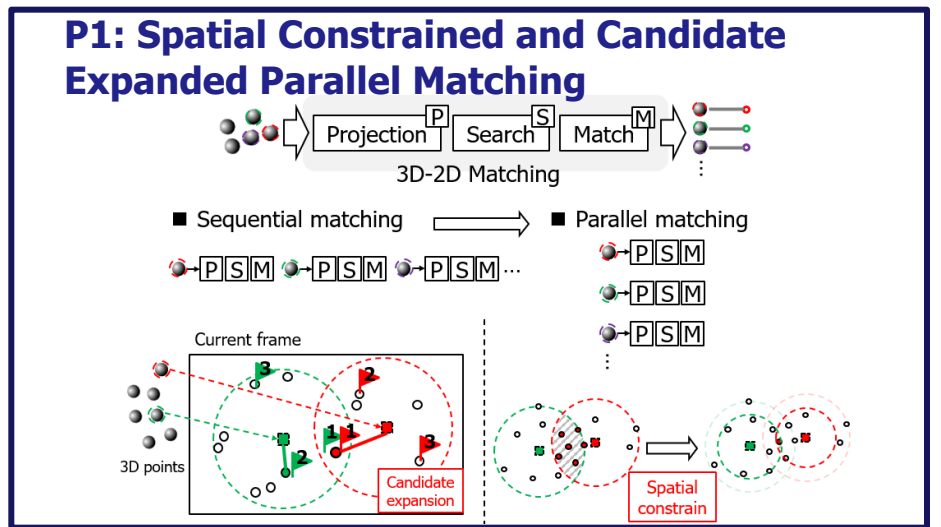 P1: Spatial Constrained and Candidate
Expanded Parallel Matching
Projection P Search S Match M
3D-2D Matching
■ Sequential matching
■ Parallel matching
P S M P S M P S M ...
P S M
P S M
P S M
Current frame
3D points
3
2
1 1
2
3
Candidate
expansion
Spatial
constrain